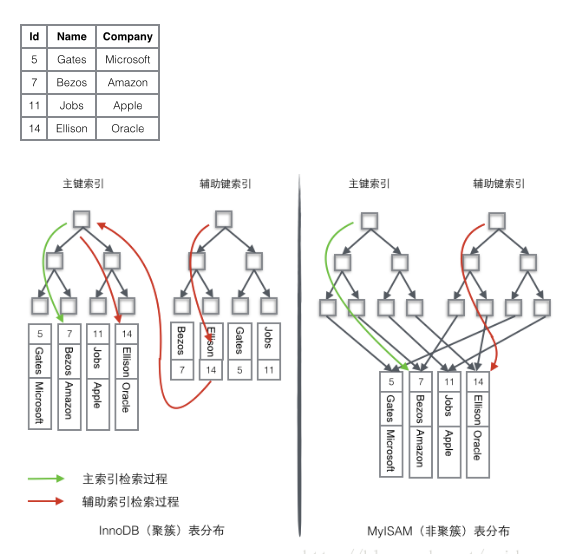 Id Name Company
5 Gates Microsoft
7 Bezos Amazon
11 Jobs Apple
14 Ellison Oracle
主键索引 辅助键索引 主键索引 辅助键索引
5 Gates Microsoft
7 Bezos Amazon
11 Jobs Apple
14 Ellison Oracle
Bezos 7
Ellison 14
Gates 5
Jobs 11
5 Gates Microsoft
7 Bezos Amazon
11 Jobs Apple
14 Ellison Oracle
主索引检索过程
辅助索引检索过程
InnoDB（聚簇）表分布 MyISAM（非聚簇）表分布